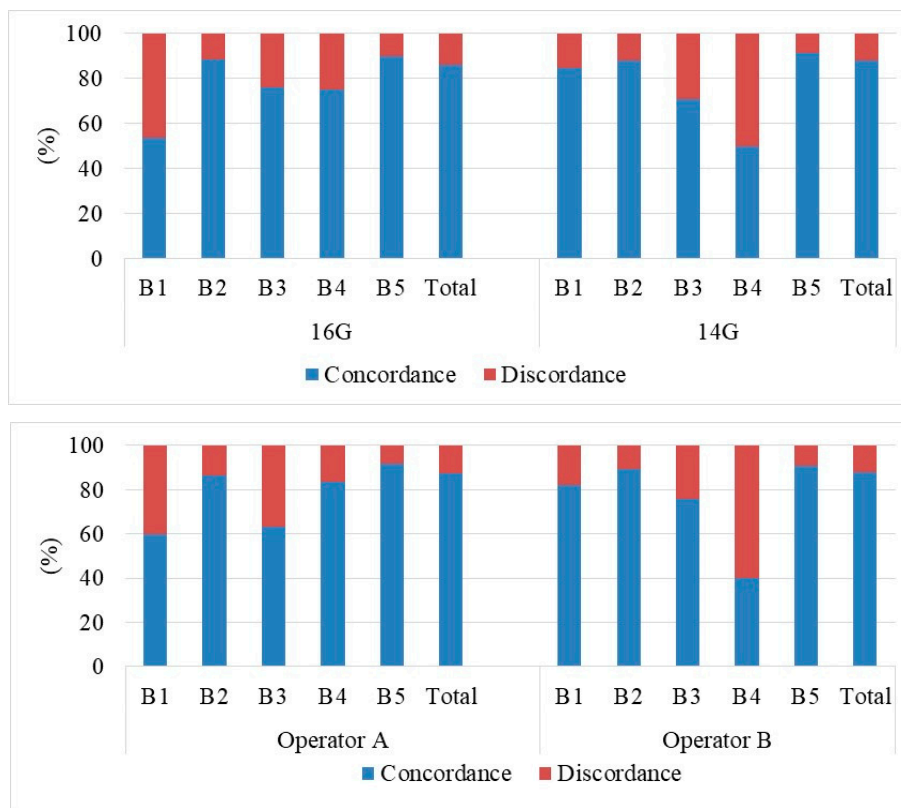 100
80
60
40
20
0
(%)
B1 B2 B3 B4 B5 Total B1 B2 B3 B4 B5 Total
16G 14G
Concordance Discordance
100
80
60
40
20
0
(%)
B1 B2 B3 B4 B5 Total B1 B2 B3 B4 B5 Total
Operator A Operator B
Concordance Discordance